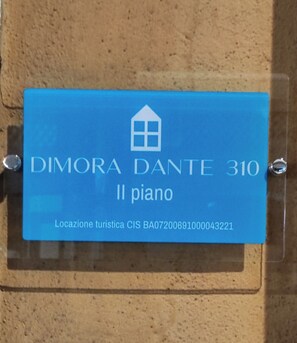 DIMORA DANTE 310
II piano
Locazione turistica CIS BA07200691000043221